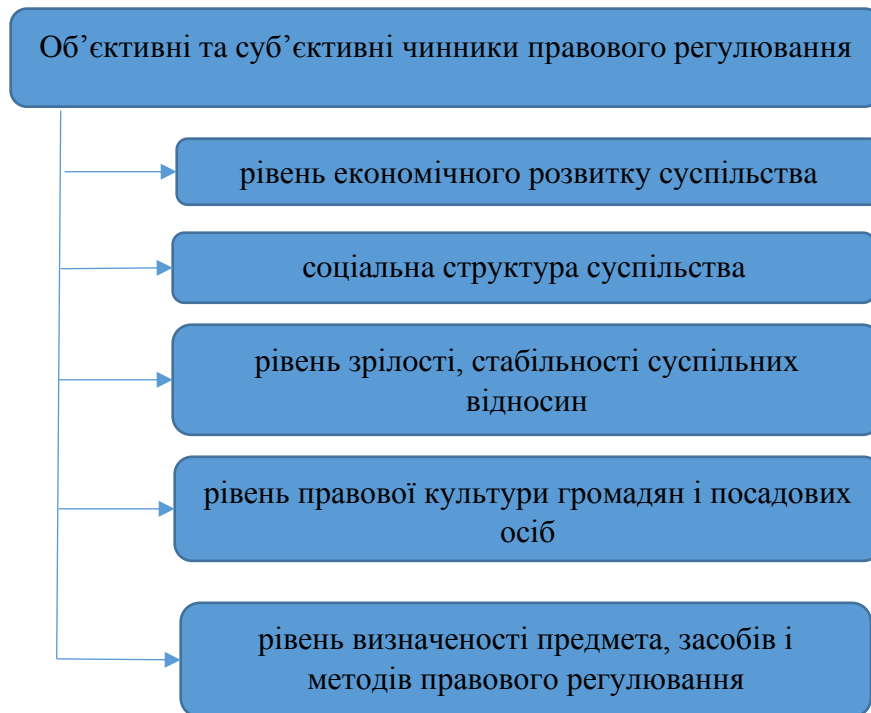 Об’єктивні та суб’єктивні чинники правового регулювання
рівень економічного розвитку суспільства
соціальна структура суспільства
рівень зрілості, стабільності суспільних
відносин
рівень правової культури громадян і посадових
осіб
рівень визначеності предмета, засобів і
методів правового регулювання